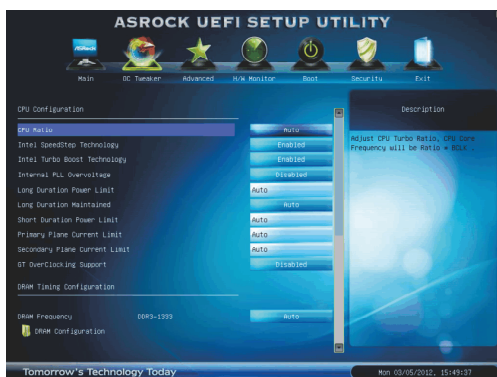 ASROCK UEFI SETUP UTILITY
ASRock
Main OC Tweaker Advanced H/W Monitor Boot Security Exit
CPU Configuration
Description
CPU Ratio Auto
Adjust CPU Turbo Ratio, CPU Core
Frequency will be Ratio * BCLK .
Intel SpeedStep Technology Enabled
Intel Turbo Boost Technology Enabled
Internal PLL Overvoltage Disabled
Long Duration Power Limit Auto
Long Duration Maintained Auto
Short Duration Power Limit Auto
Primary Plane Current Limit Auto
Secondary Plane Current Limit Auto
GT OverClocking Support Disabled
DRAM Timing Configuration
DRAM Frequency DDR3-1333 Auto
DRAM Configuration
Tomorrow's Technology Today
Mon 03/05/2012, 15:49:37